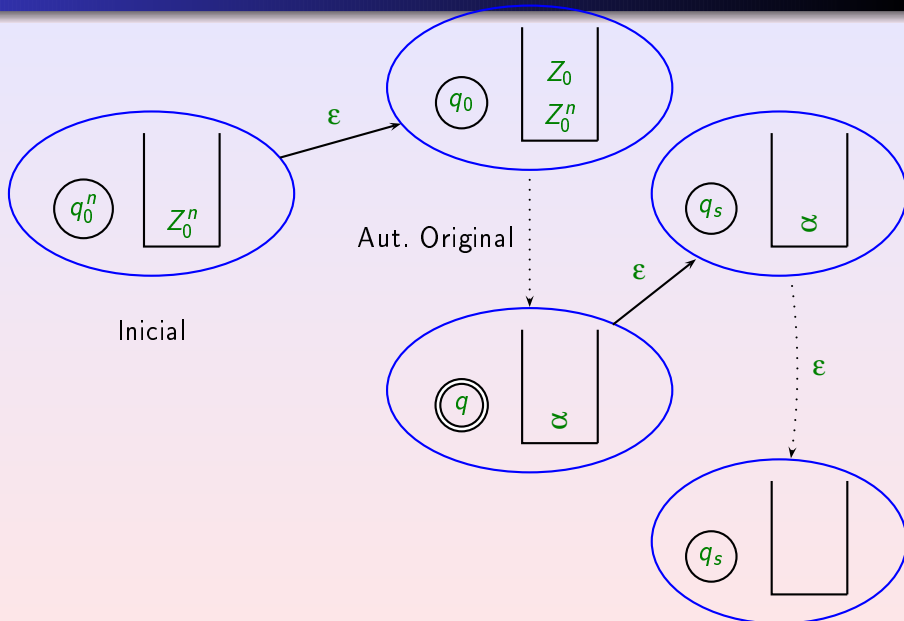 q_0^n
Z_0^n
Inicial
ε
q_0
Z_0
Z_0^n
Aut. Original
q
α
ε
q_s
α
ε
q_s